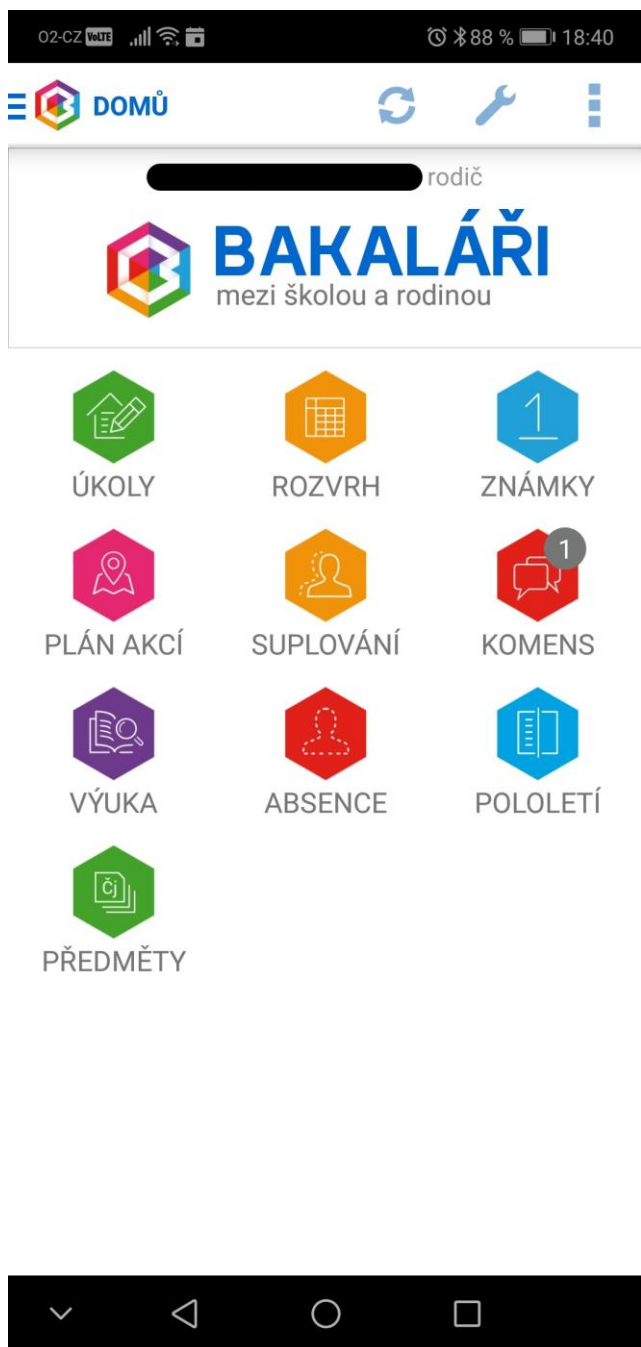 O2-CZ VoLTE 88 % 18:40
DOMŮ
rodič
BAKALÁŘI
mezi školou a rodinou
ÚKOLY ROZVRH 1 ZNÁMKY
1
PLÁN AKCÍ SUPLOVÁNÍ KOMENS
VÝUKA ABSENCE POLOLETÍ
Čj
PŘEDMĚTY